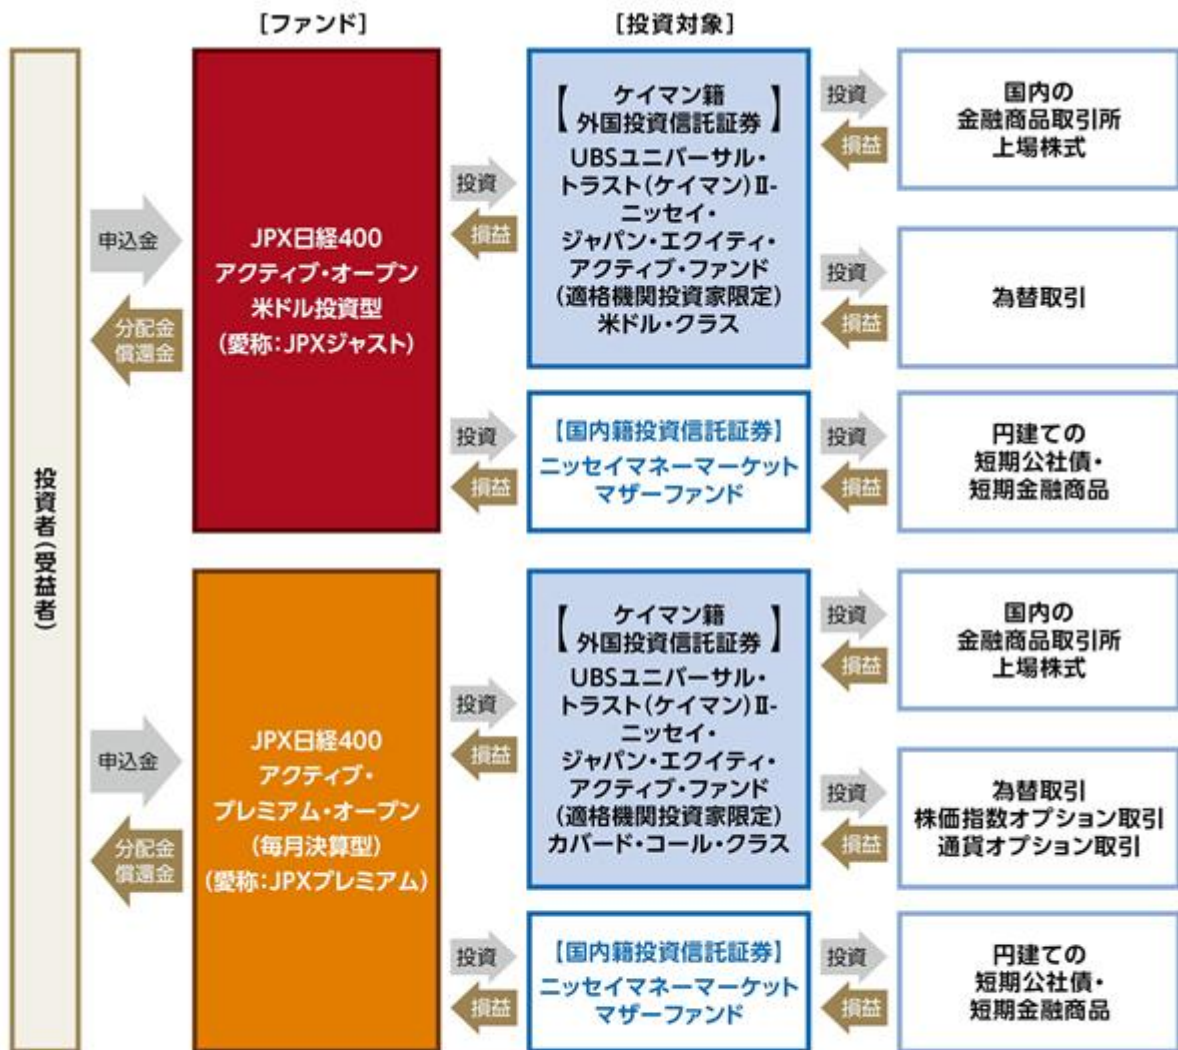 [ファンド]
[投資対象]
投資者(受益者)
申込金
分配金
償還金
JPX日経400
アクティブ・オープン
米ドル投資型
(愛称:JPXジャスト)
投資
損益
【ケイマン籍
外国投資信託証券】
UBSユニバーサル・
トラスト(ケイマン)Ⅱ-
ニッセイ・
ジャパン・エクイティ・
アクティブ・ファンド
(適格機関投資家限定)
米ドル・クラス
投資
損益
国内の
金融商品取引所
上場株式
投資
損益
為替取引
投資
損益
【国内籍投資信託証券】
ニッセイマネーマーケット
マザーファンド
投資
損益
円建ての
短期公社債・
短期金融商品
申込金
分配金
償還金
JPX日経400
アクティブ・
プレミアム・オープン
(毎月決算型)
(愛称:JPXプレミアム)
投資
損益
【ケイマン籍
外国投資信託証券】
UBSユニバーサル・
トラスト(ケイマン)Ⅱ-
ニッセイ・
ジャパン・エクイティ・
アクティブ・ファンド
(適格機関投資家限定)
カバード・コール・クラス
投資
損益
国内の
金融商品取引所
上場株式
投資
損益
為替取引
株価指数オプション取引
通貨オプション取引
投資
損益
【国内籍投資信託証券】
ニッセイマネーマーケット
マザーファンド
投資
損益
円建ての
短期公社債・
短期金融商品